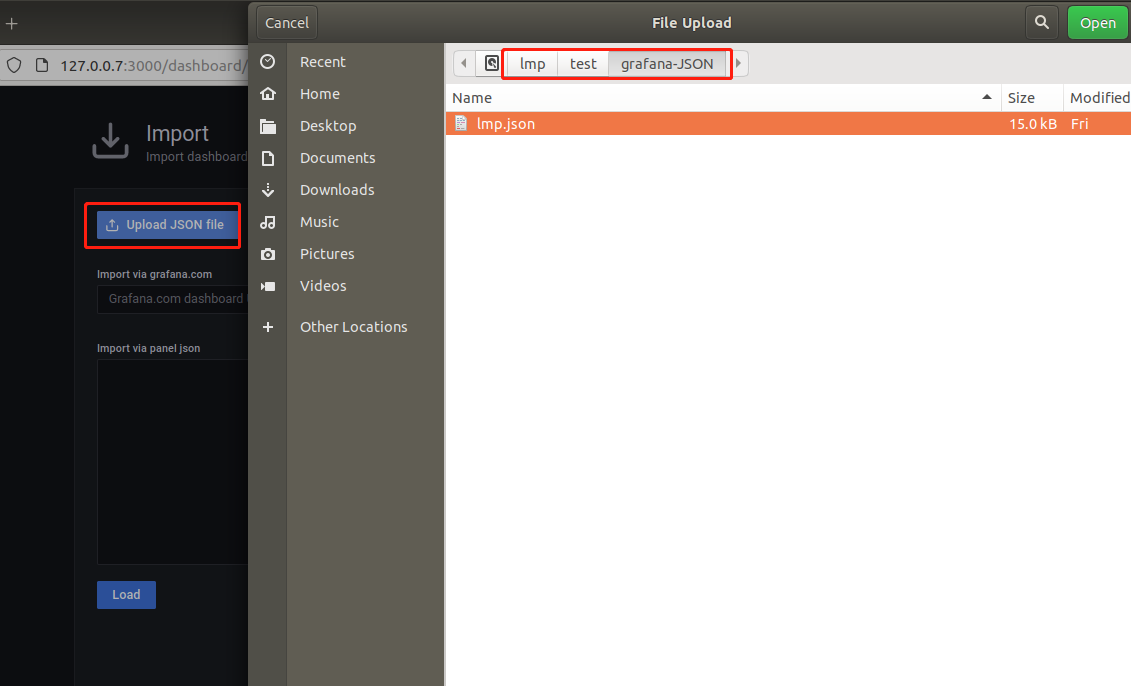 Cancel File Upload Open
127.0.0.7:3000/dashboard/
Import
Import dashboard
Upload JSON file
Import via grafana.com
Grafana.com dashboard
Import via panel json
Load
Recent
Home
Desktop
Documents
Downloads
Music
Pictures
Videos
Other Locations
lmp test grafana-JSON
Name Size Modified
lmp.json 15.0 kB Fri